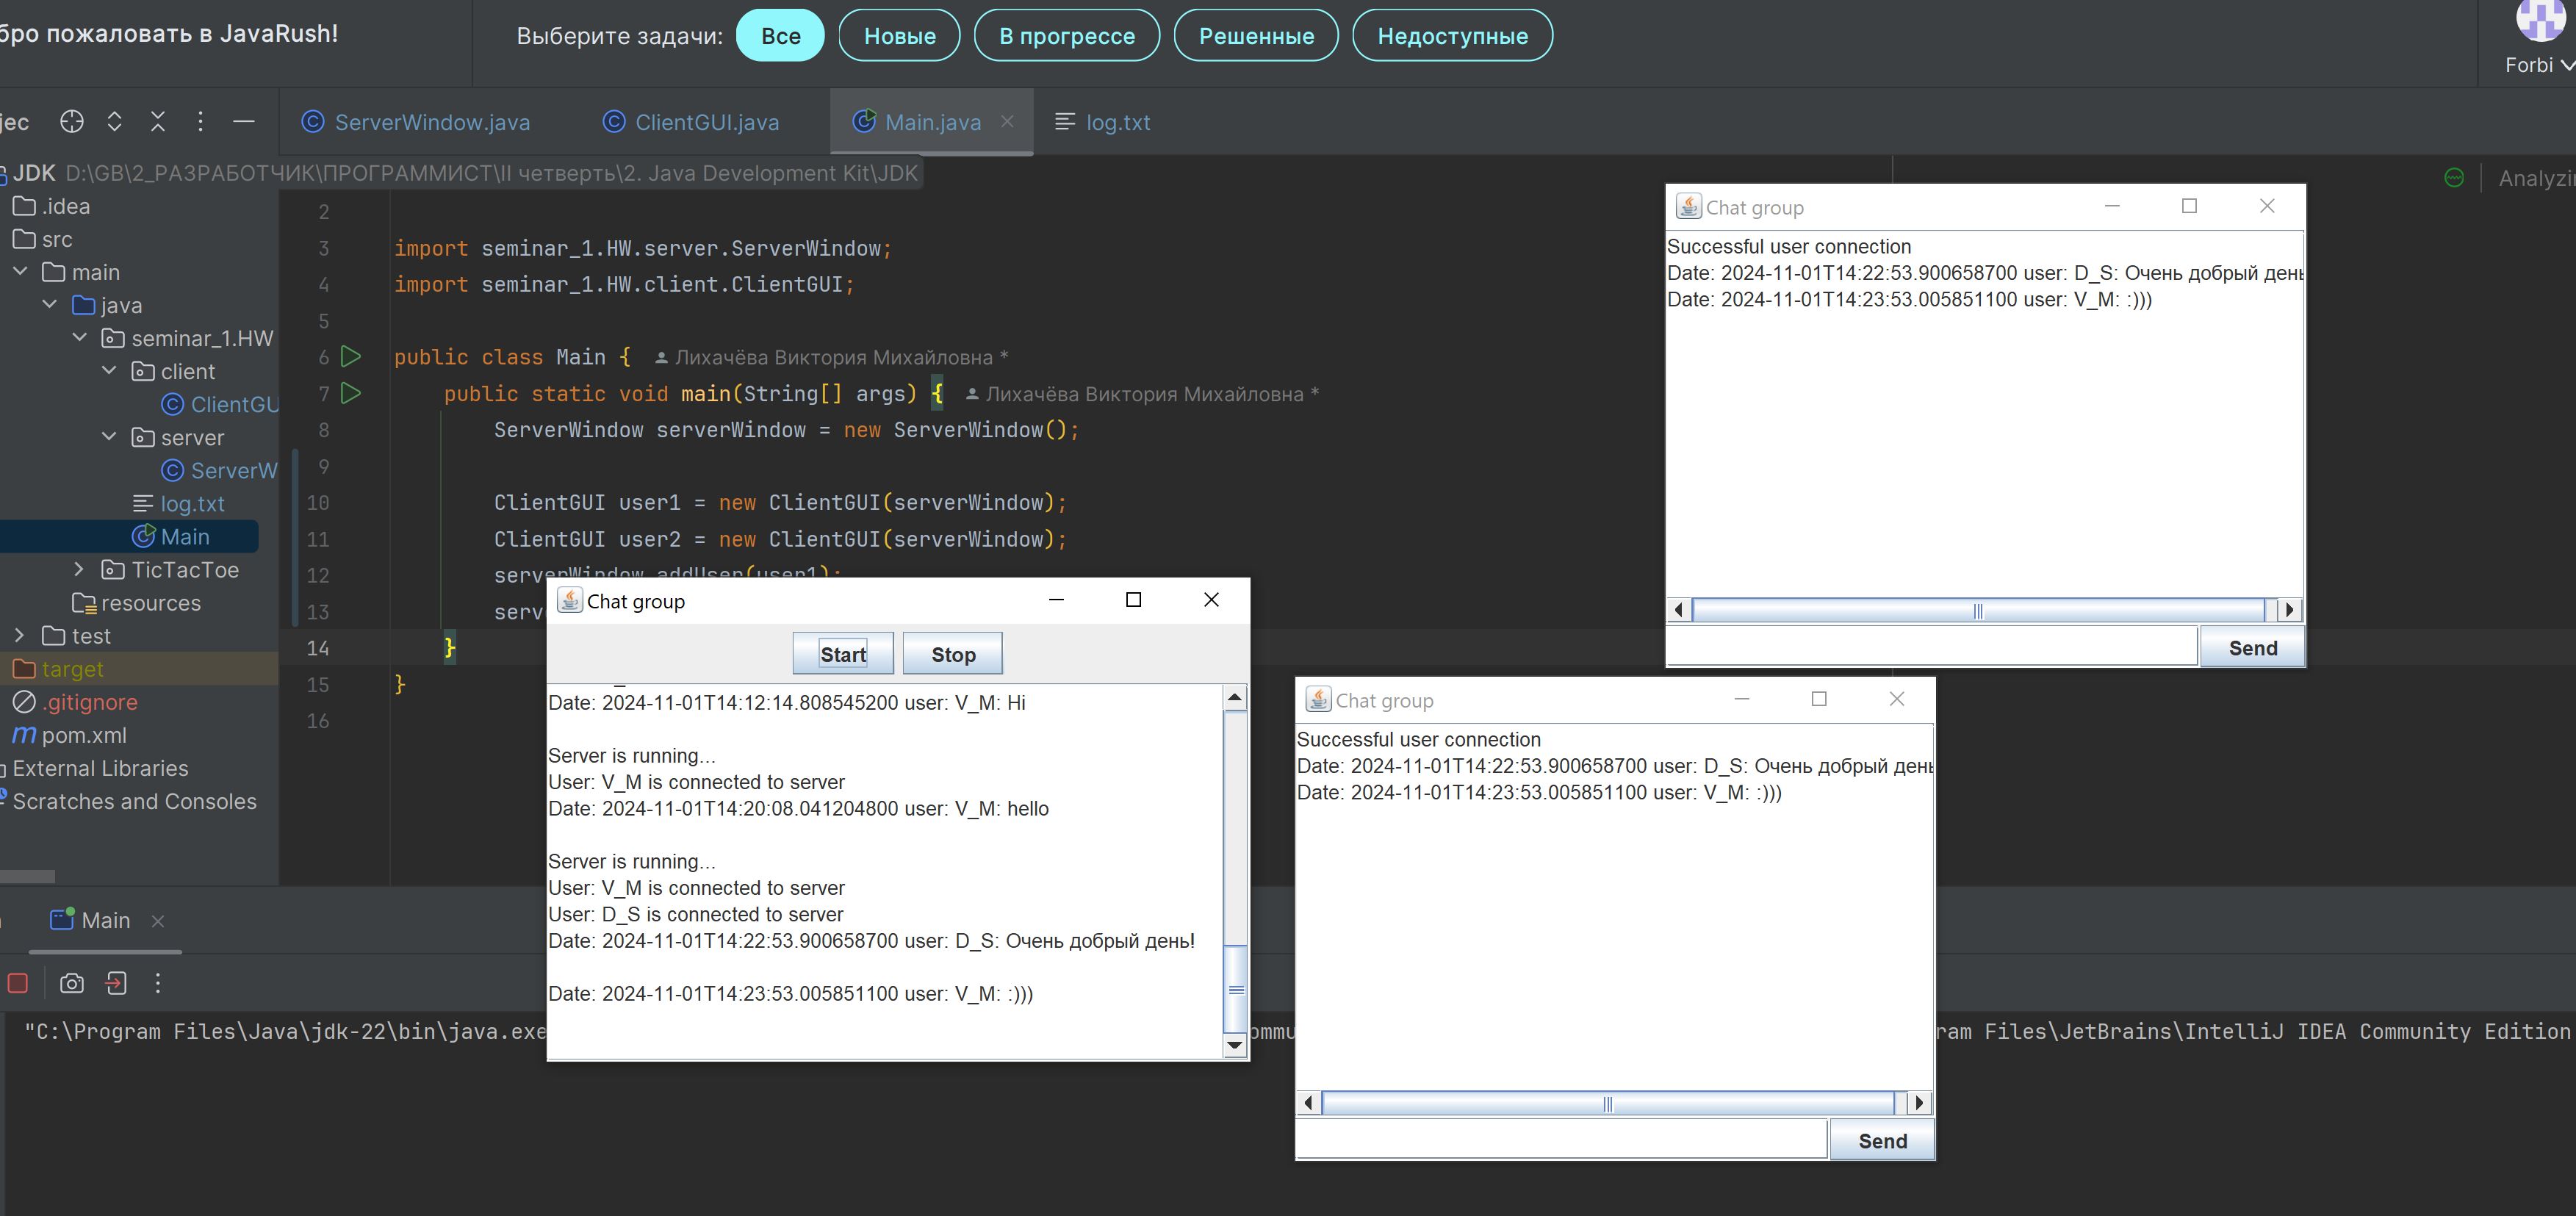 бро пожаловать в JavaRush!
Выберите задачи: Все Новые В прогрессе Решенные Недоступные
Forbi
jec
ServerWindow.java ClientGUI.java Main.java log.txt
JDK D:\GB\2_РАЗРАБОТЧИК\ПРОГРАММИСТ\II четверть\2. Java Development Kit\JDK
Analyzi
.idea
src
main
java
seminar_1.HW
client
ClientGU
server
ServerW
log.txt
Main
TicTacToe
resources
test
target
.gitignore
pom.xml
External Libraries
Scratches and Consoles
2
3 import seminar_1.HW.server.ServerWindow;
4 import seminar_1.HW.client.ClientGUI;
5
6 public class Main { Лихачёва Виктория Михайловна *
7 public static void main(String[] args) { Лихачёва Виктория Михайловна *
8 ServerWindow serverWindow = new ServerWindow();
9
10 ClientGUI user1 = new ClientGUI(serverWindow);
11 ClientGUI user2 = new ClientGUI(serverWindow);
12 serverWindow.addUser(user1);
13 serv
14 }
15 }
16
Chat group
Successful user connection
Date: 2024-11-01T14:22:53.900658700 user: D_S: Очень добрый день
Date: 2024-11-01T14:23:53.005851100 user: V_M: :)))
Send
Chat group
Start Stop
Date: 2024-11-01T14:12:14.808545200 user: V_M: Hi
Server is running...
User: V_M is connected to server
Date: 2024-11-01T14:20:08.041204800 user: V_M: hello
Server is running...
User: V_M is connected to server
User: D_S is connected to server
Date: 2024-11-01T14:22:53.900658700 user: D_S: Очень добрый день!
Date: 2024-11-01T14:23:53.005851100 user: V_M: :)))
Chat group
Successful user connection
Date: 2024-11-01T14:22:53.900658700 user: D_S: Очень добрый день
Date: 2024-11-01T14:23:53.005851100 user: V_M: :)))
Send
Main
"C:\Program Files\Java\jdk-22\bin\java.exe ommu ram Files\JetBrains\IntelliJ IDEA Community Edition